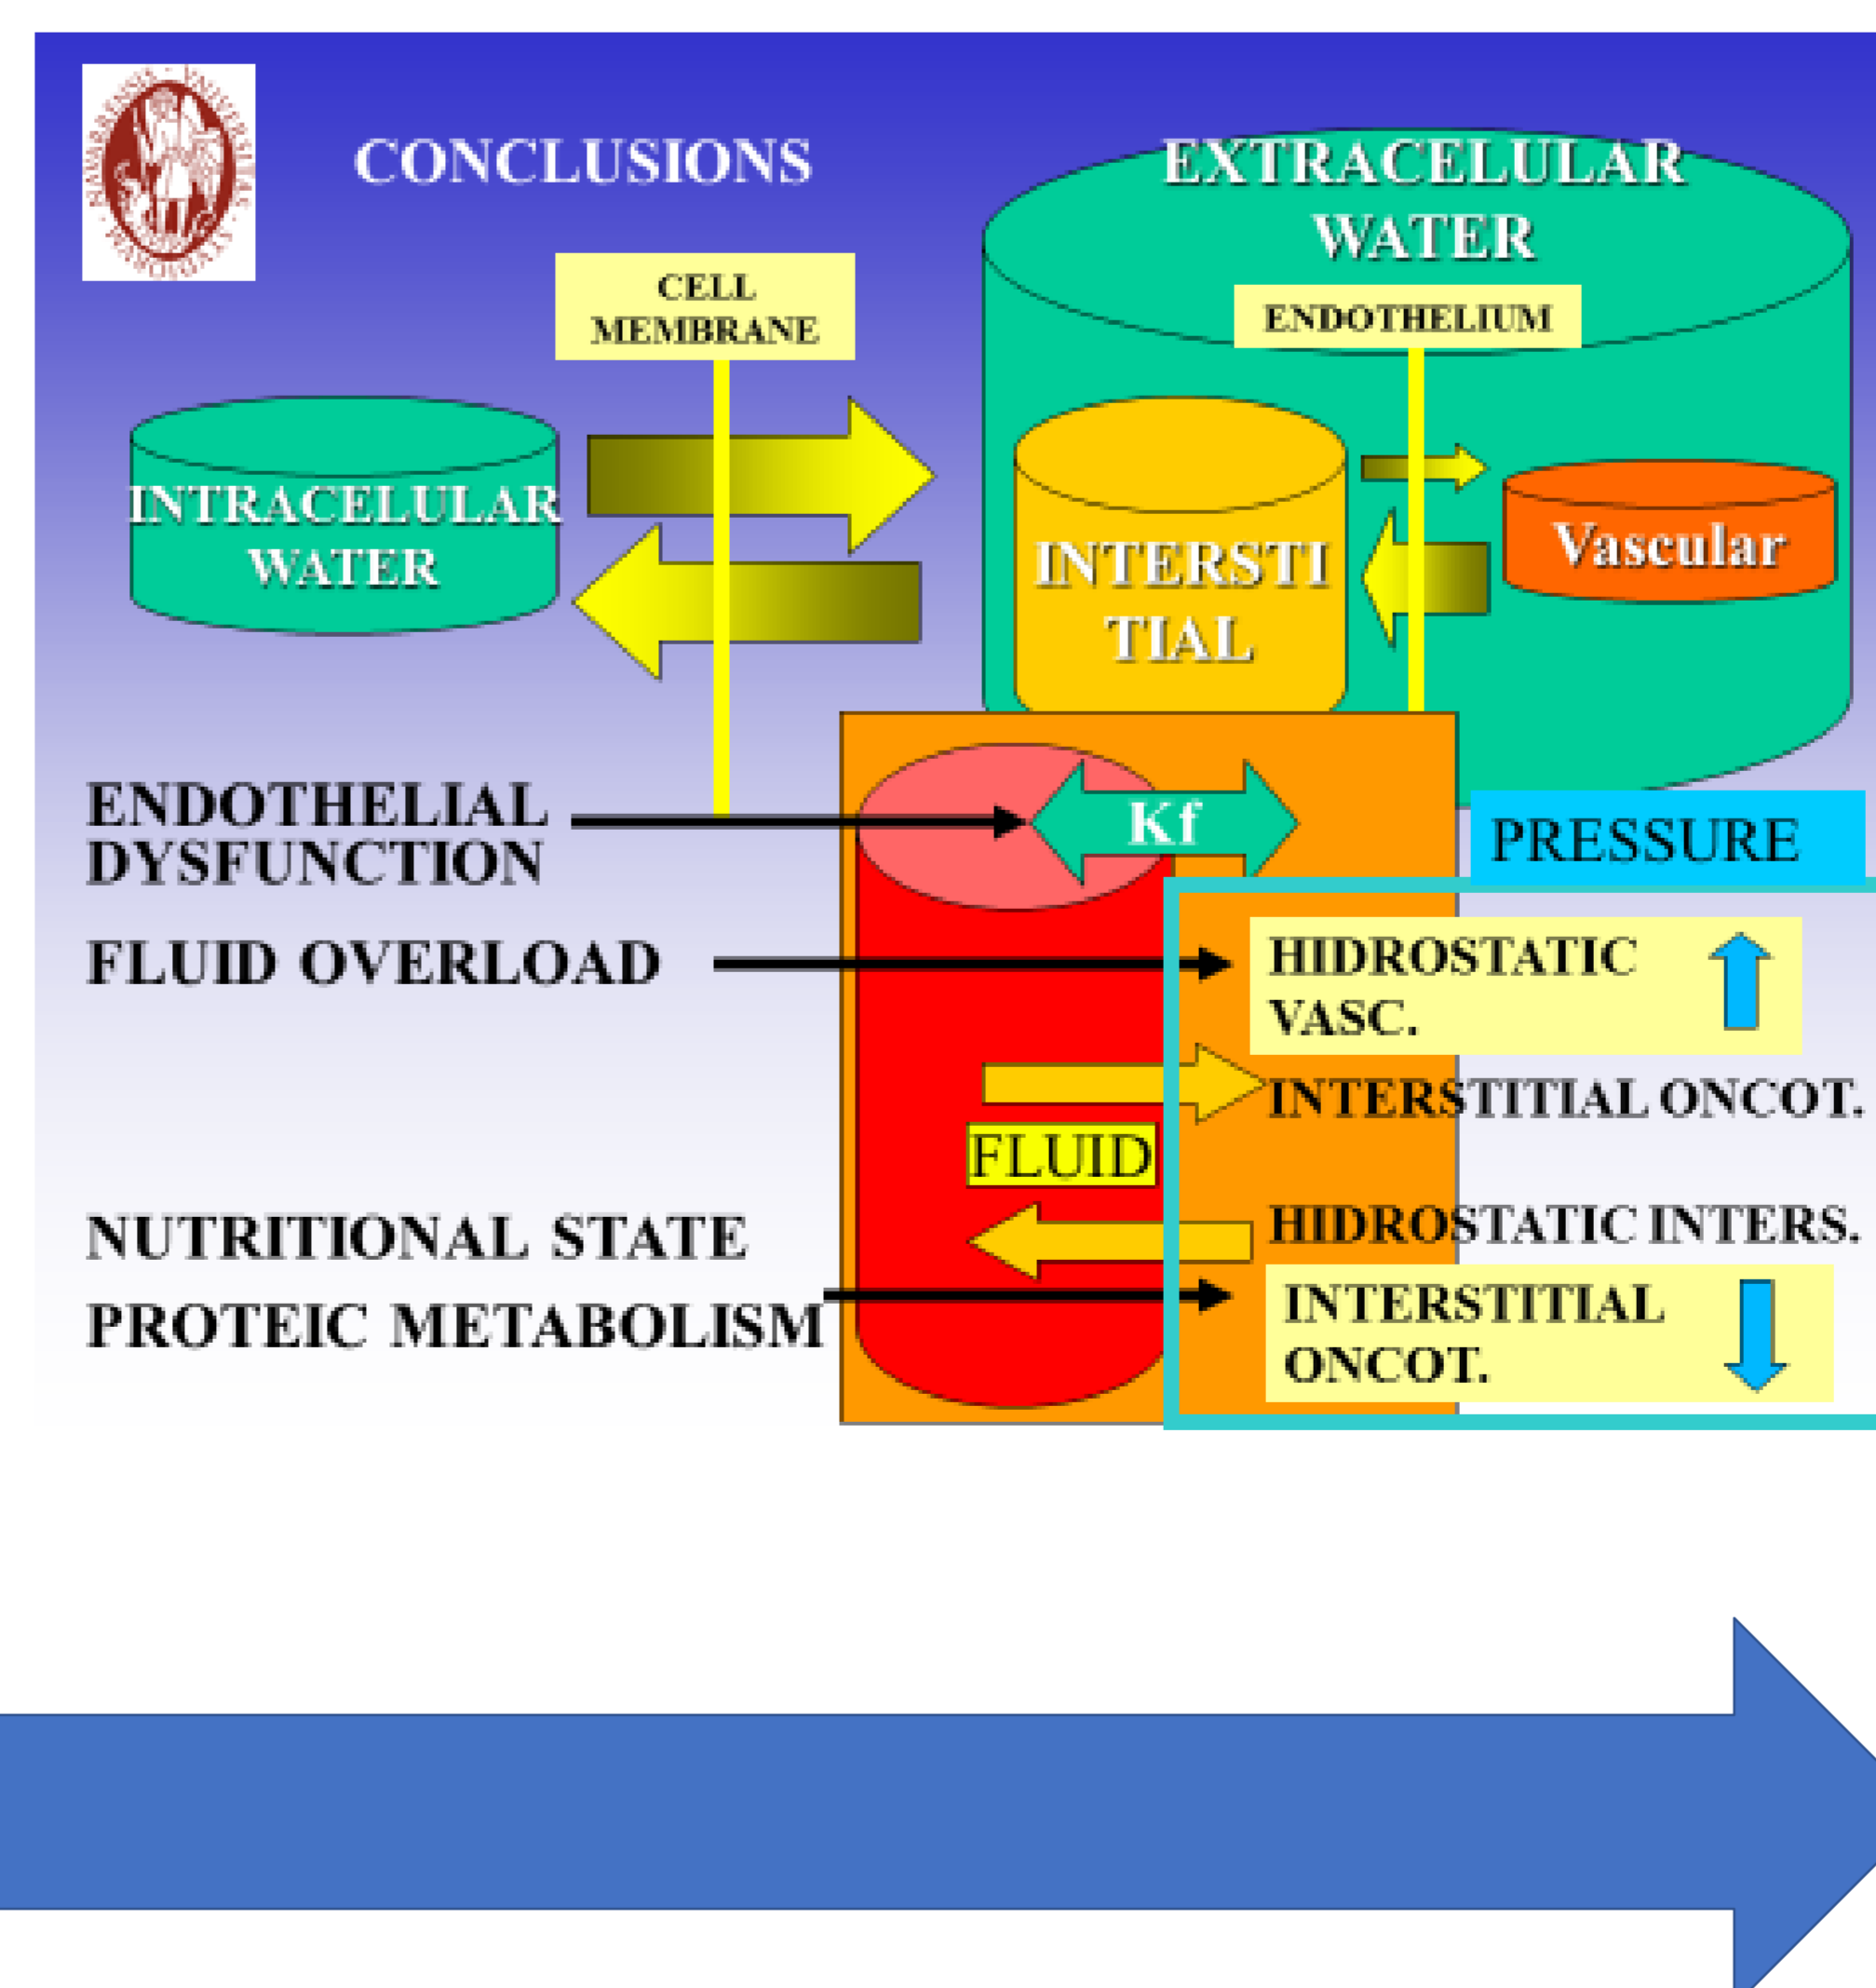 CONCLUSIONS
EXTRACELULAR
WATER
CELL
MEMBRANE
ENDOTHELIUM
INTRACELULAR
WATER
INTERSTI
TIAL
Vascular
ENDOTHELIAL
DYSFUNCTION
Kf
PRESSURE
FLUID OVERLOAD
HIDROSTATIC
VASC.
INTERSTITIAL ONCOT.
FLUID
NUTRITIONAL STATE
HIDROSTATIC INTERS.
PROTEIC METABOLISM
INTERSTITIAL
ONCOT.